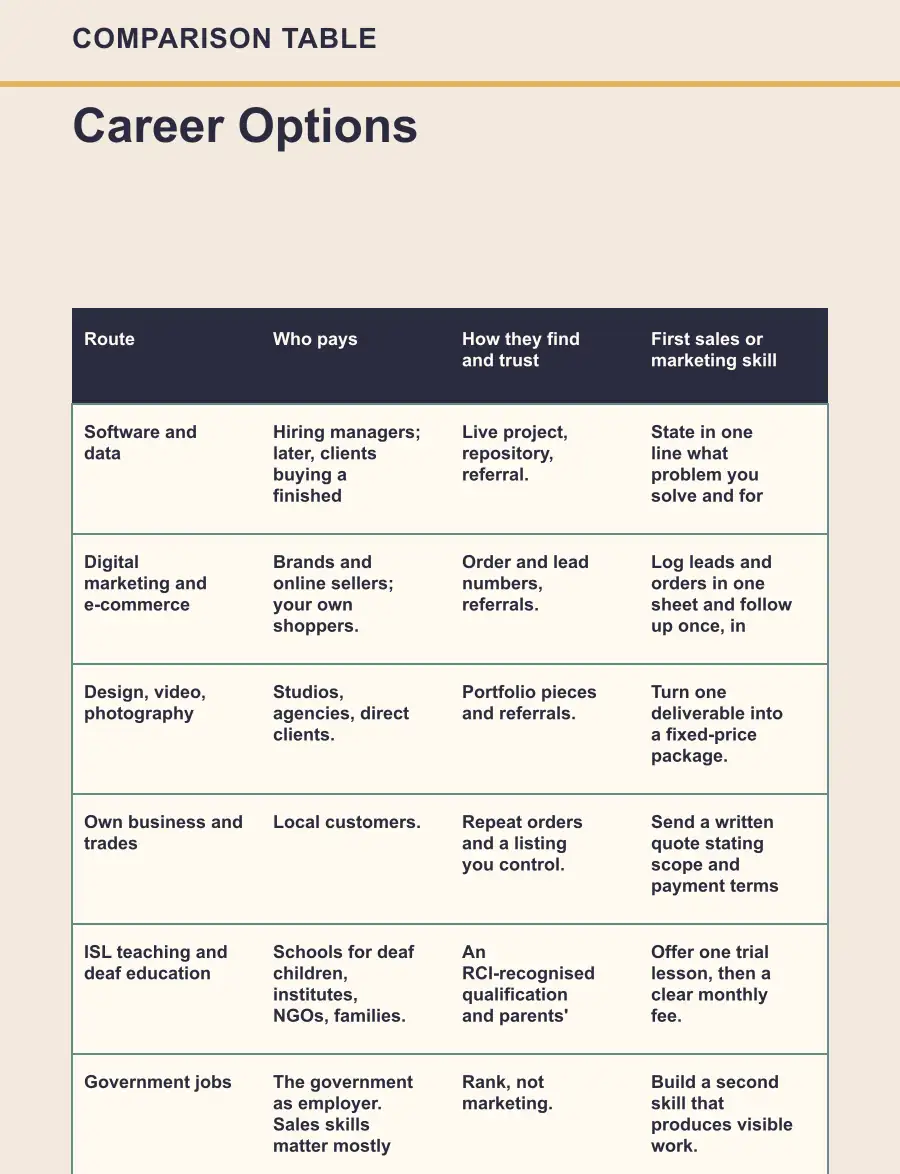 COMPARISON TABLE
Career Options
Route
Who pays
How they find
and trust
First sales or
marketing skill
Software and
data
Hiring managers;
later, clients
buying a
finished
Live project,
repository,
referral.
State in one
line what
problem you
solve and for
Digital
marketing and
e-commerce
Brands and
online sellers;
your own
shoppers.
Order and lead
numbers,
referrals.
Log leads and
orders in one
sheet and follow
up once, in
Design, video,
photography
Studios,
agencies, direct
clients.
Portfolio pieces
and referrals.
Turn one
deliverable into
a fixed-price
package.
Own business and
trades
Local customers.
Repeat orders
and a listing
you control.
Send a written
quote stating
scope and
payment terms
ISL teaching and
deaf education
Schools for deaf
children,
institutes,
NGOs, families.
An
RCI-recognised
qualification
and parents'
Offer one trial
lesson, then a
clear monthly
fee.
Government jobs
The government
as employer.
Sales skills
matter mostly
Rank, not
marketing.
Build a second
skill that
produces visible
work.